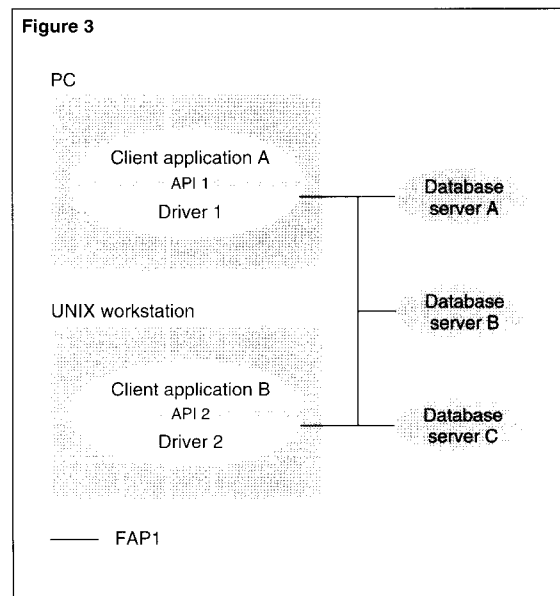 Figure 3
PC
Client application A
API 1
Driver 1
Database
server A
Database
server B
UNIX workstation
Client application B
API 2
Driver 2
Database
server C
FAP1